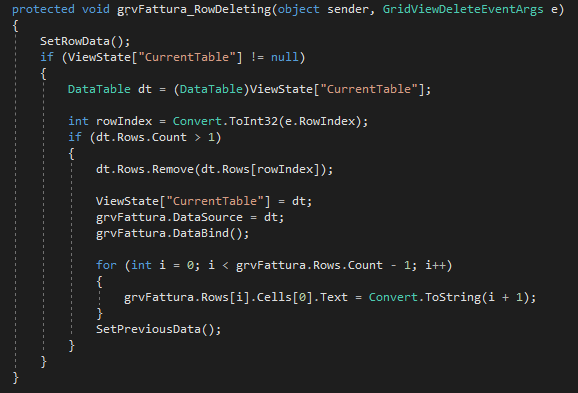 protected void grvFattura_RowDeleting(object sender, GridViewDeleteEventArgs e)
{
SetRowData();
if (ViewState["CurrentTable"] != null)
{
DataTable dt = (DataTable)ViewState["CurrentTable"];
int rowIndex = Convert.ToInt32(e.RowIndex);
if (dt.Rows.Count > 1)
{
dt.Rows.Remove(dt.Rows[rowIndex]);
ViewState["CurrentTable"] = dt;
grvFattura.DataSource = dt;
grvFattura.DataBind();
for (int i = 0; i < grvFattura.Rows.Count - 1; i++)
{
grvFattura.Rows[i].Cells[0].Text = Convert.ToString(i + 1);
}
SetPreviousData();
}
}
}